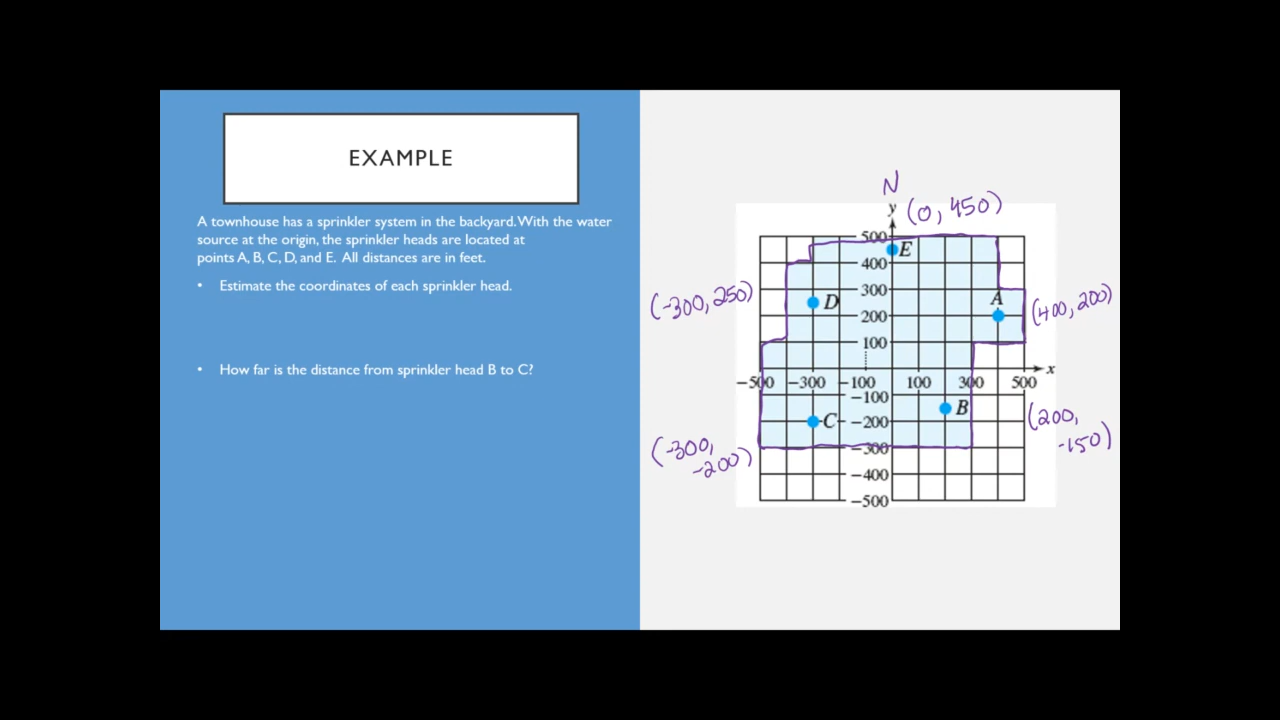 EXAMPLE
A townhouse has a sprinkler system in the backyard. With the water
source at the origin, the sprinkler heads are located at
points A, B, C, D, and E. All distances are in feet.
• Estimate the coordinates of each sprinkler head.
• How far is the distance from sprinkler head B to C?
N
y
(0, 450)
500
E
400
(-300, 250)
300
D
A
(400, 200)
200
100
x
−500
−300
−100
100
300
500
−100
B
(200,
-150)
C
−200
(-300,
-200)
−300
−400
−500